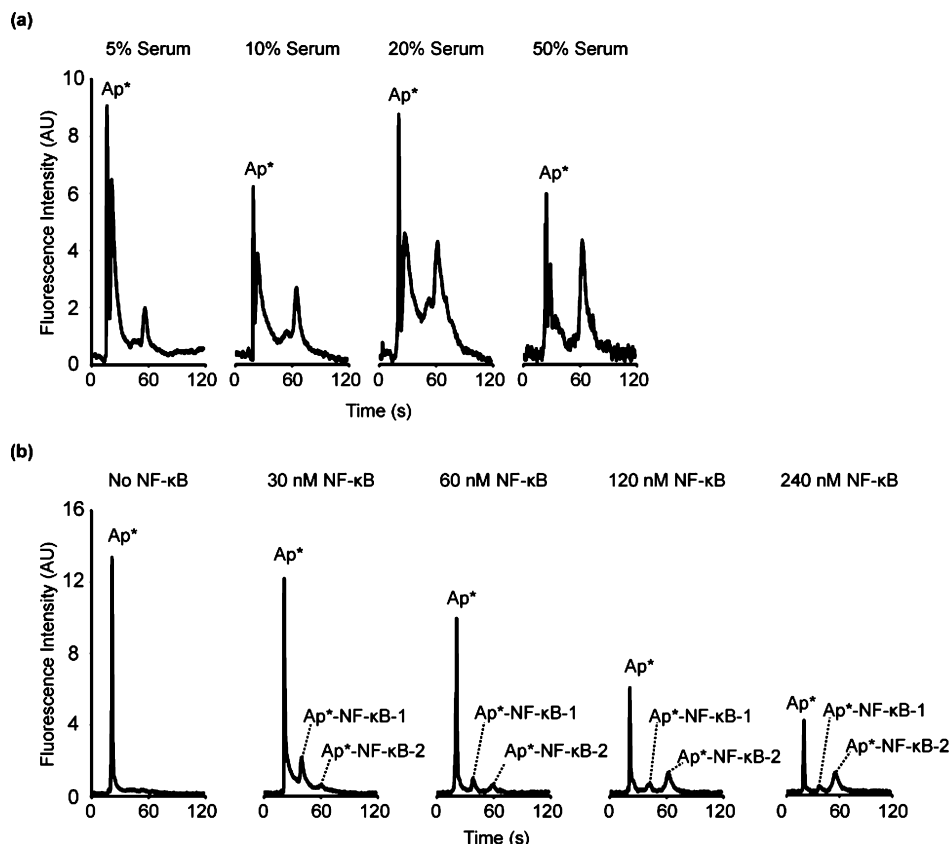 (a)
5% Serum 10% Serum 20% Serum 50% Serum
10
8
6
4
2
0
Fluorescence Intensity (AU)
Ap* Ap* Ap* Ap*
0 60 120 0 60 120 0 60 120 0 60 120
Time (s)
(b)
No NF-κB 30 nM NF-κB 60 nM NF-κB 120 nM NF-κB 240 nM NF-κB
16
12
8
4
0
Fluorescence Intensity (AU)
Ap* Ap* Ap* Ap* Ap*
Ap*-NF-κB-1 Ap*-NF-κB-1 Ap*-NF-κB-1 Ap*-NF-κB-1
Ap*-NF-κB-2 Ap*-NF-κB-2 Ap*-NF-κB-2 Ap*-NF-κB-2
0 60 120 0 60 120 0 60 120 0 60 120 0 60 120
Time (s)